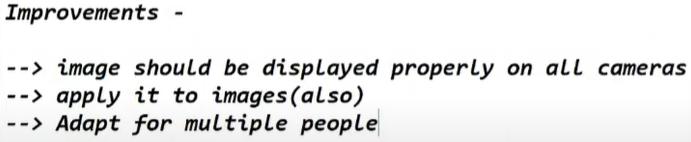 Improvements -
--> image should be displayed properly on all cameras
--> apply it to images(also)
--> Adapt for multiple people